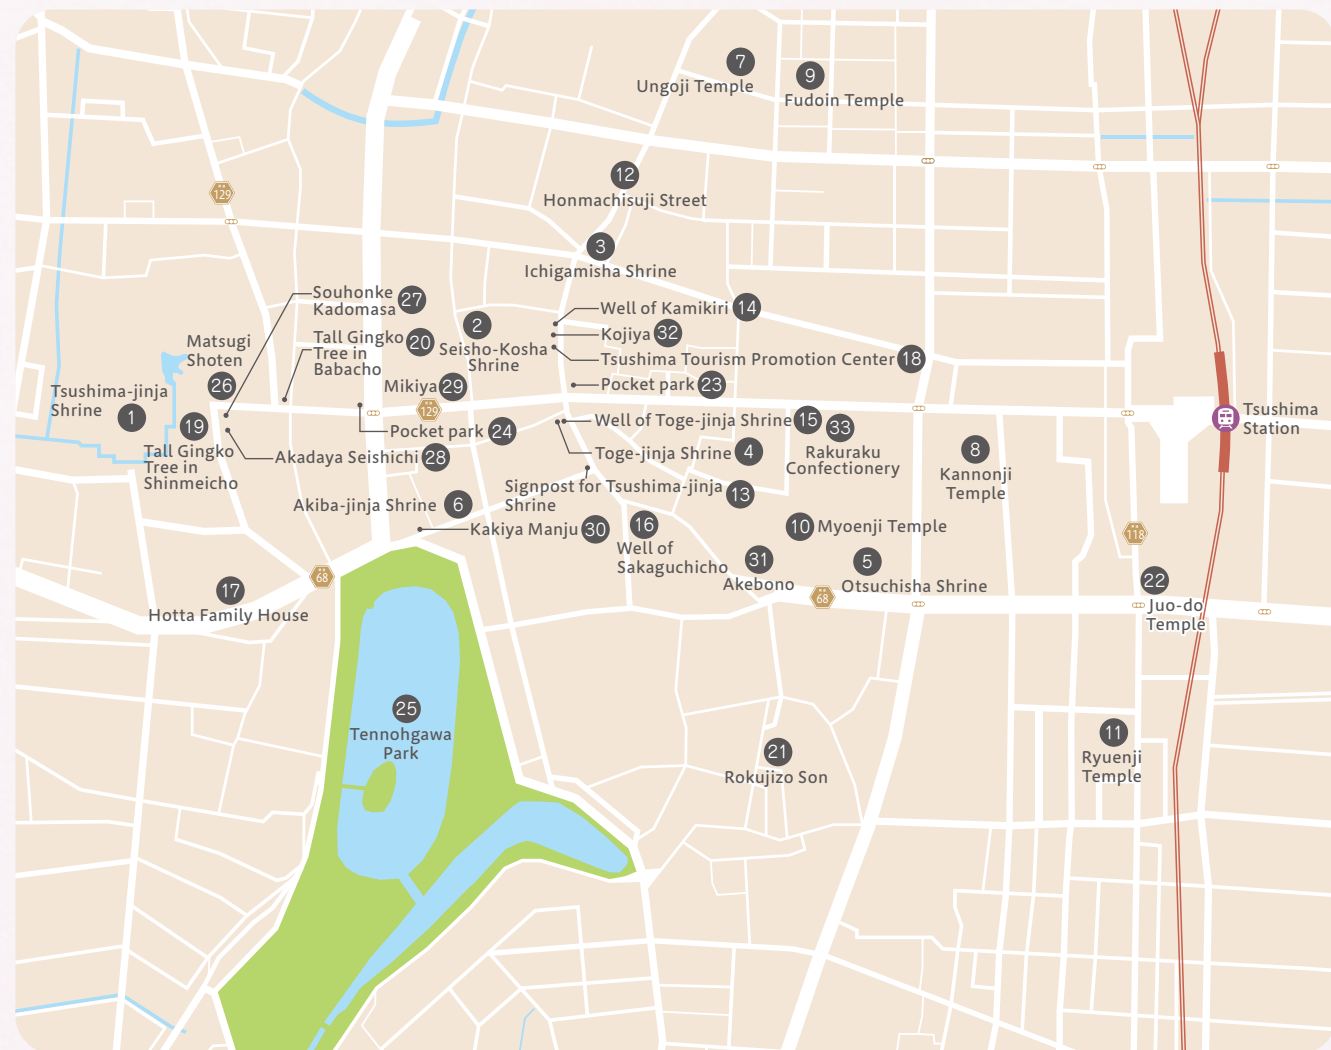 7
Ungoji Temple
9
Fudoin Temple
12
Honmachisuji Street
129
3
Ichigamisha Shrine
Souhonke
Kadomasa
27
Well of Kamikiri 14
Kojiya 32
Tsushima Tourism Promotion Center 18
Pocket park 23
2
Seisho-Kosha
Shrine
Tall Gingko
Tree in
Babacho
20
Matsugi
Shoten
26
Mikiya 29
129
Tsushima-jinja
Shrine
1
19
Tall Gingko
Tree in
Shinmeicho
Pocket park 24
Akadaya Seishichi 28
Well of Toge-jinja Shrine 15
33
Rakuraku
Confectionery
Toge-jinja Shrine 4
8
Kannonji
Temple
Tsushima
Station
Signpost for Tsushima-jinja
Shrine
13
Akiba-jinja Shrine 6
Kakiya Manju 30
16
Well of
Sakaguchicho
10 Myoenji Temple
118
31
Akebono
5
Otsuchisha Shrine
68
68
17
Hotta Family House
22
Juo-do
Temple
25
Tennohgawa
Park
21
Rokujizo Son
11
Ryuenji
Temple